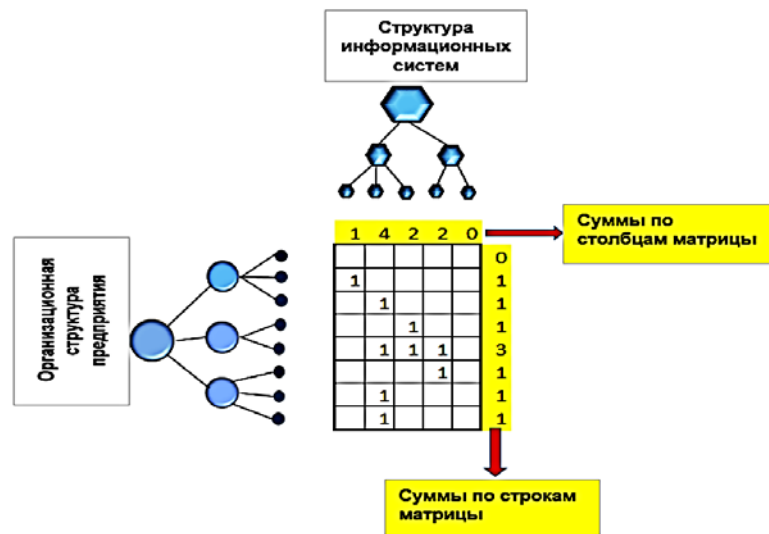 Структура
информационных
систем
1 4 2 2 0
Суммы по
столбцам матрицы
Организационная
структура
предприятия
0
1 1
1 1
1 1
1 1 1 3
1 1
1 1
1 1
Суммы по строкам
матрицы